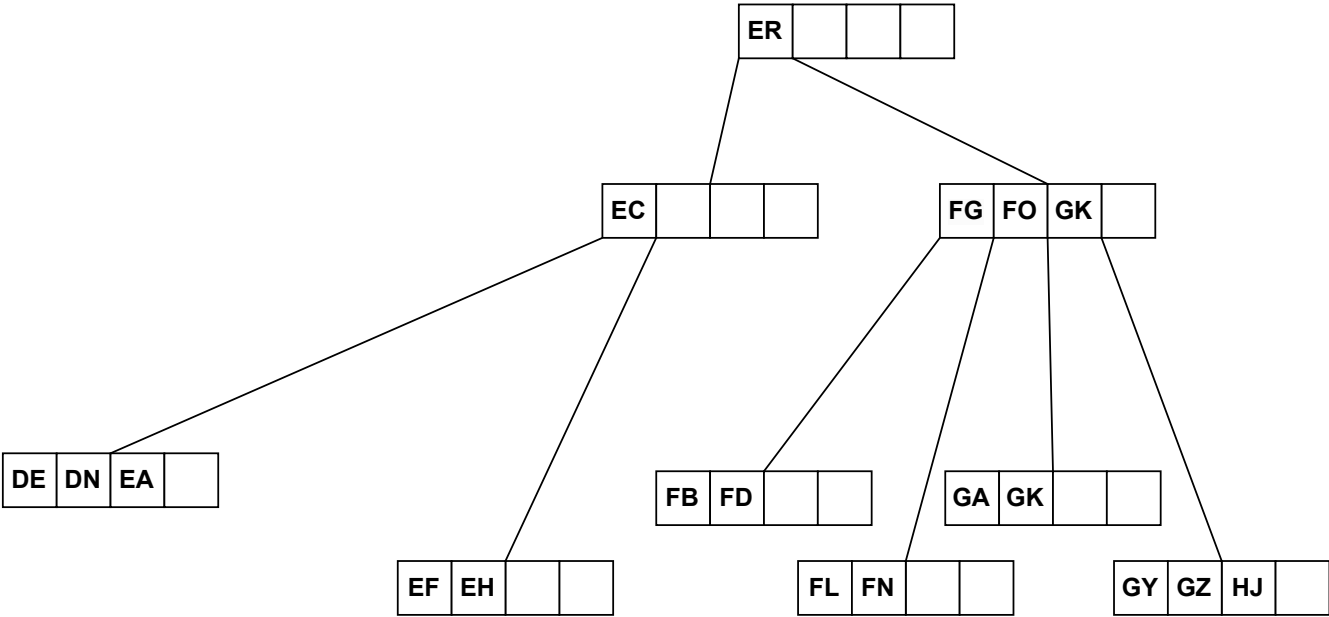 ER
EC
FG FO GK
DE DN EA
FB FD
GA GK
EF EH
FL FN
GY GZ HJ